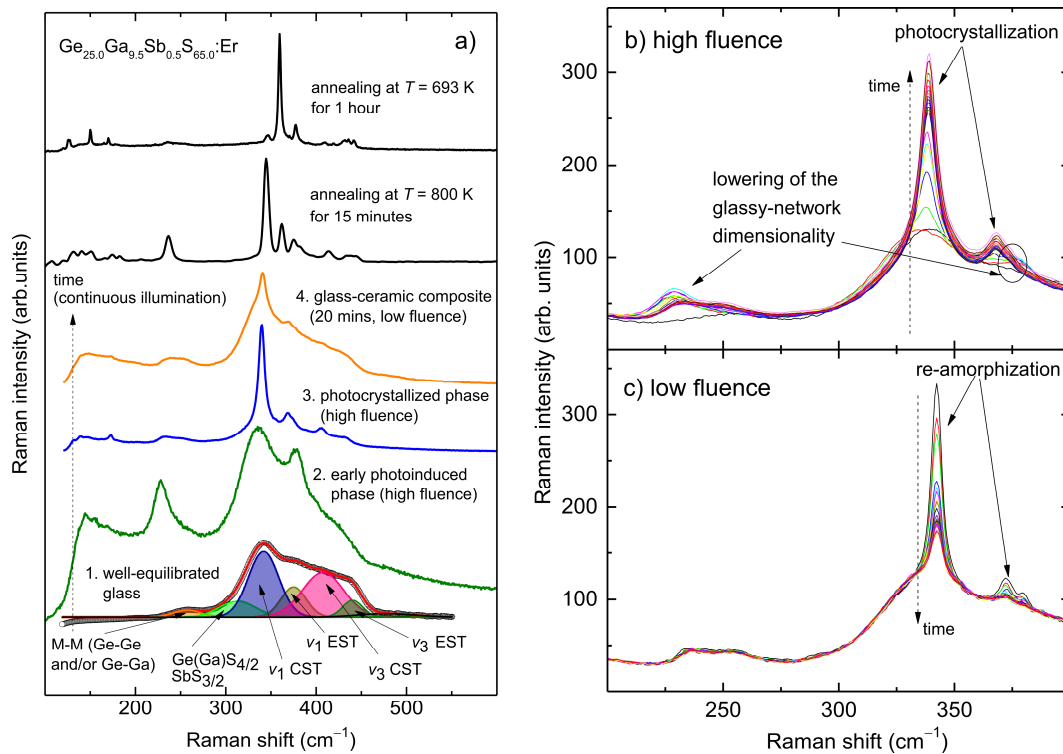 Ge25.0Ga9.5Sb0.5S65.0:Er
a)
annealing at T = 693 K
for 1 hour
annealing at T = 800 K
for 15 minutes
time
(continuous illumination)
4. glass-ceramic composite
(20 mins, low fluence)
3. photocrystallized phase
(high fluence)
2. early photoinduced
phase (high fluence)
1. well-equilibrated
glass
M-M (Ge-Ge
and/or Ge-Ga)
Ge(Ga)S4/2
SbS3/2
ν1 CST
ν1 EST
ν3 CST
ν3 EST
200 300 400 500
Raman shift (cm−1)
Raman intensity (arb.units)
b) high fluence
photocrystallization
time
lowering of the
glassy-network
dimensionality
300
200
100
c) low fluence
re-amorphization
time
300
200
100
250 300 350
Raman shift (cm−1)
Raman intensity (arb. units)